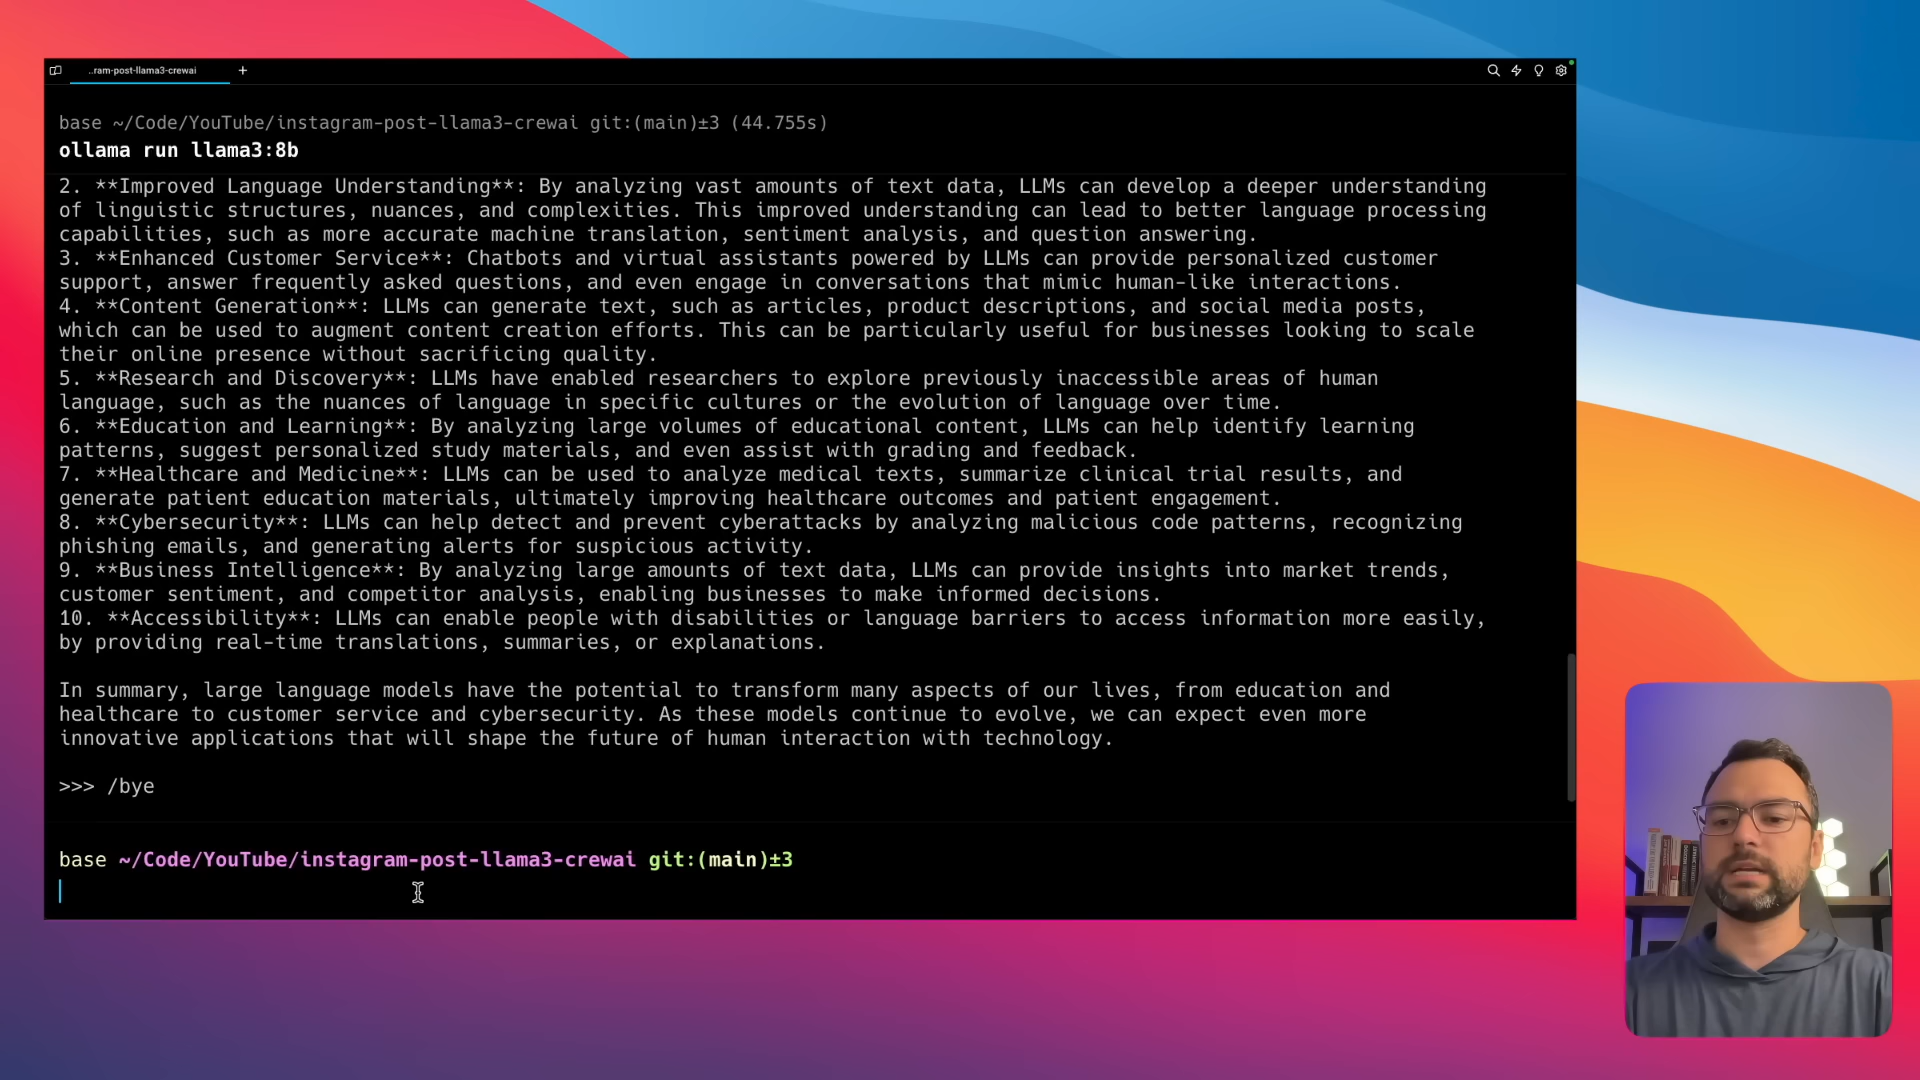 ..ram-post-llama3-crewai
base ~/Code/YouTube/instagram-post-llama3-crewai git:(main)±3 (44.755s)
ollama run llama3:8b
2. **Improved Language Understanding**: By analyzing vast amounts of text data, LLMs can develop a deeper understanding
of linguistic structures, nuances, and complexities. This improved understanding can lead to better language processing
capabilities, such as more accurate machine translation, sentiment analysis, and question answering.
3. **Enhanced Customer Service**: Chatbots and virtual assistants powered by LLMs can provide personalized customer
support, answer frequently asked questions, and even engage in conversations that mimic human-like interactions.
4. **Content Generation**: LLMs can generate text, such as articles, product descriptions, and social media posts,
which can be used to augment content creation efforts. This can be particularly useful for businesses looking to scale
their online presence without sacrificing quality.
5. **Research and Discovery**: LLMs have enabled researchers to explore previously inaccessible areas of human
language, such as the nuances of language in specific cultures or the evolution of language over time.
6. **Education and Learning**: By analyzing large volumes of educational content, LLMs can help identify learning
patterns, suggest personalized study materials, and even assist with grading and feedback.
7. **Healthcare and Medicine**: LLMs can be used to analyze medical texts, summarize clinical trial results, and
generate patient education materials, ultimately improving healthcare outcomes and patient engagement.
8. **Cybersecurity**: LLMs can help detect and prevent cyberattacks by analyzing malicious code patterns, recognizing
phishing emails, and generating alerts for suspicious activity.
9. **Business Intelligence**: By analyzing large amounts of text data, LLMs can provide insights into market trends,
customer sentiment, and competitor analysis, enabling businesses to make informed decisions.
10. **Accessibility**: LLMs can enable people with disabilities or language barriers to access information more easily,
by providing real-time translations, summaries, or explanations.
In summary, large language models have the potential to transform many aspects of our lives, from education and
healthcare to customer service and cybersecurity. As these models continue to evolve, we can expect even more
innovative applications that will shape the future of human interaction with technology.
>>> /bye
base ~/Code/YouTube/instagram-post-llama3-crewai git:(main)±3